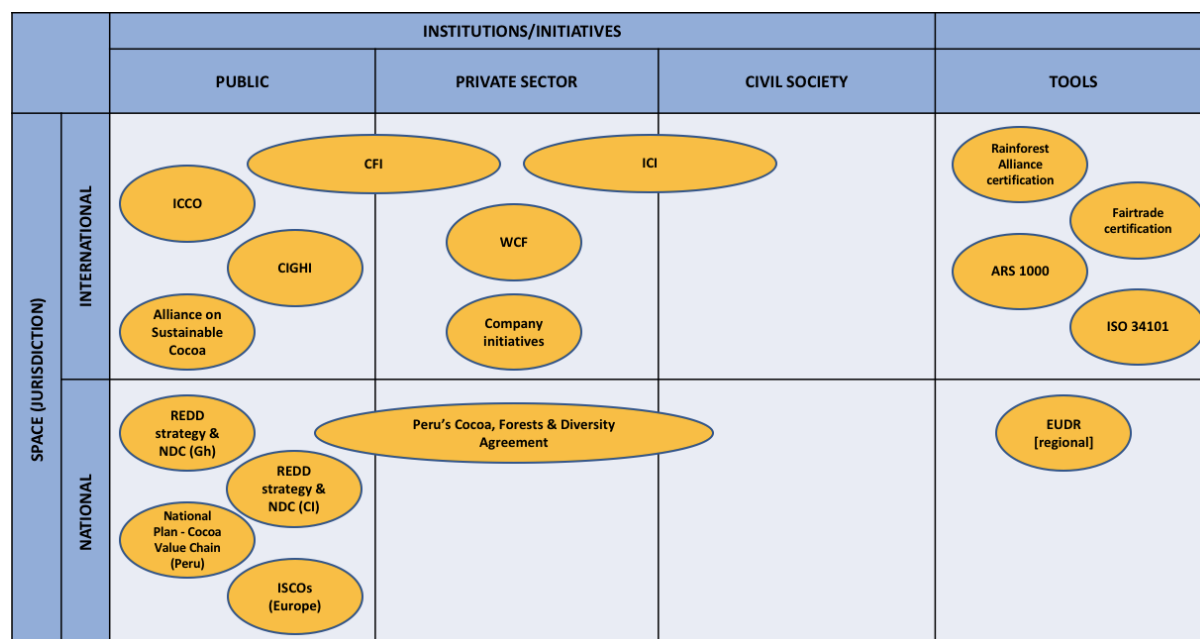 INSTITUTIONS/INITIATIVES
PUBLIC
PRIVATE SECTOR
CIVIL SOCIETY
TOOLS
SPACE (JURISDICTION)
INTERNATIONAL
CFI
ICI
ICCO
CIGHI
WCF
Alliance on
Sustainable
Cocoa
Company
initiatives
Rainforest
Alliance
certification
Fairtrade
certification
ARS 1000
ISO 34101
NATIONAL
REDD
strategy &
NDC (Gh)
REDD
strategy &
NDC (CI)
National
Plan - Cocoa
Value Chain
(Peru)
ISCOs
(Europe)
Peru's Cocoa, Forests & Diversity
Agreement
EUDR
[regional]